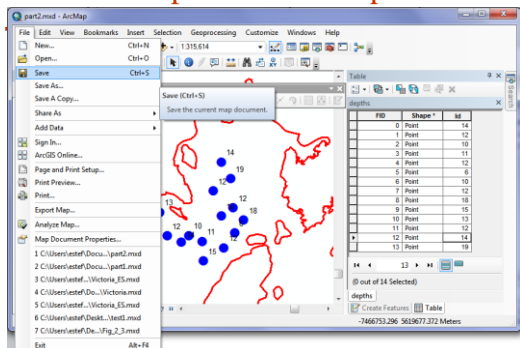 part2.mxd - ArcMap
File Edit View Bookmarks Insert Selection Geoprocessing Customize Windows Help
New... Ctrl+N
1:315,614
Open... Ctrl+O
Save Ctrl+S
Save As...
Save A Copy...
Share As
Add Data
Sign In...
ArcGIS Online...
Page and Print Setup...
Print Preview...
Print...
Export Map...
Analyze Map...
Map Document Properties...
1 C:\Users\estef\Docu...\part2.mxd
2 C:\Users\estef\Docu...\part1.mxd
3 C:\Users\estef...\Victoria_ES.mxd
4 C:\Users\estef\Do...\Victoria.mxd
5 C:\Users\estef...\Victoria_ES.mxd
6 C:\Users\estef\Deskt...\test1.mxd
7 C:\Users\estef\De...\Fig_2_3.mxd
Exit Alt+F4
Save (Ctrl+S)
Save the current map document.
14
19
12
13
12
18
12
10
11
15
Table
depths
FID Shape * Id
0 Point 14
1 Point 12
2 Point 10
3 Point 11
4 Point 12
5 Point 6
6 Point 10
7 Point 12
8 Point 18
9 Point 15
10 Point 13
11 Point 12
12 Point 14
13 Point 19
13
(0 out of 14 Selected)
depths
Create Features Table
-7466753.296 5619677.372 Meters